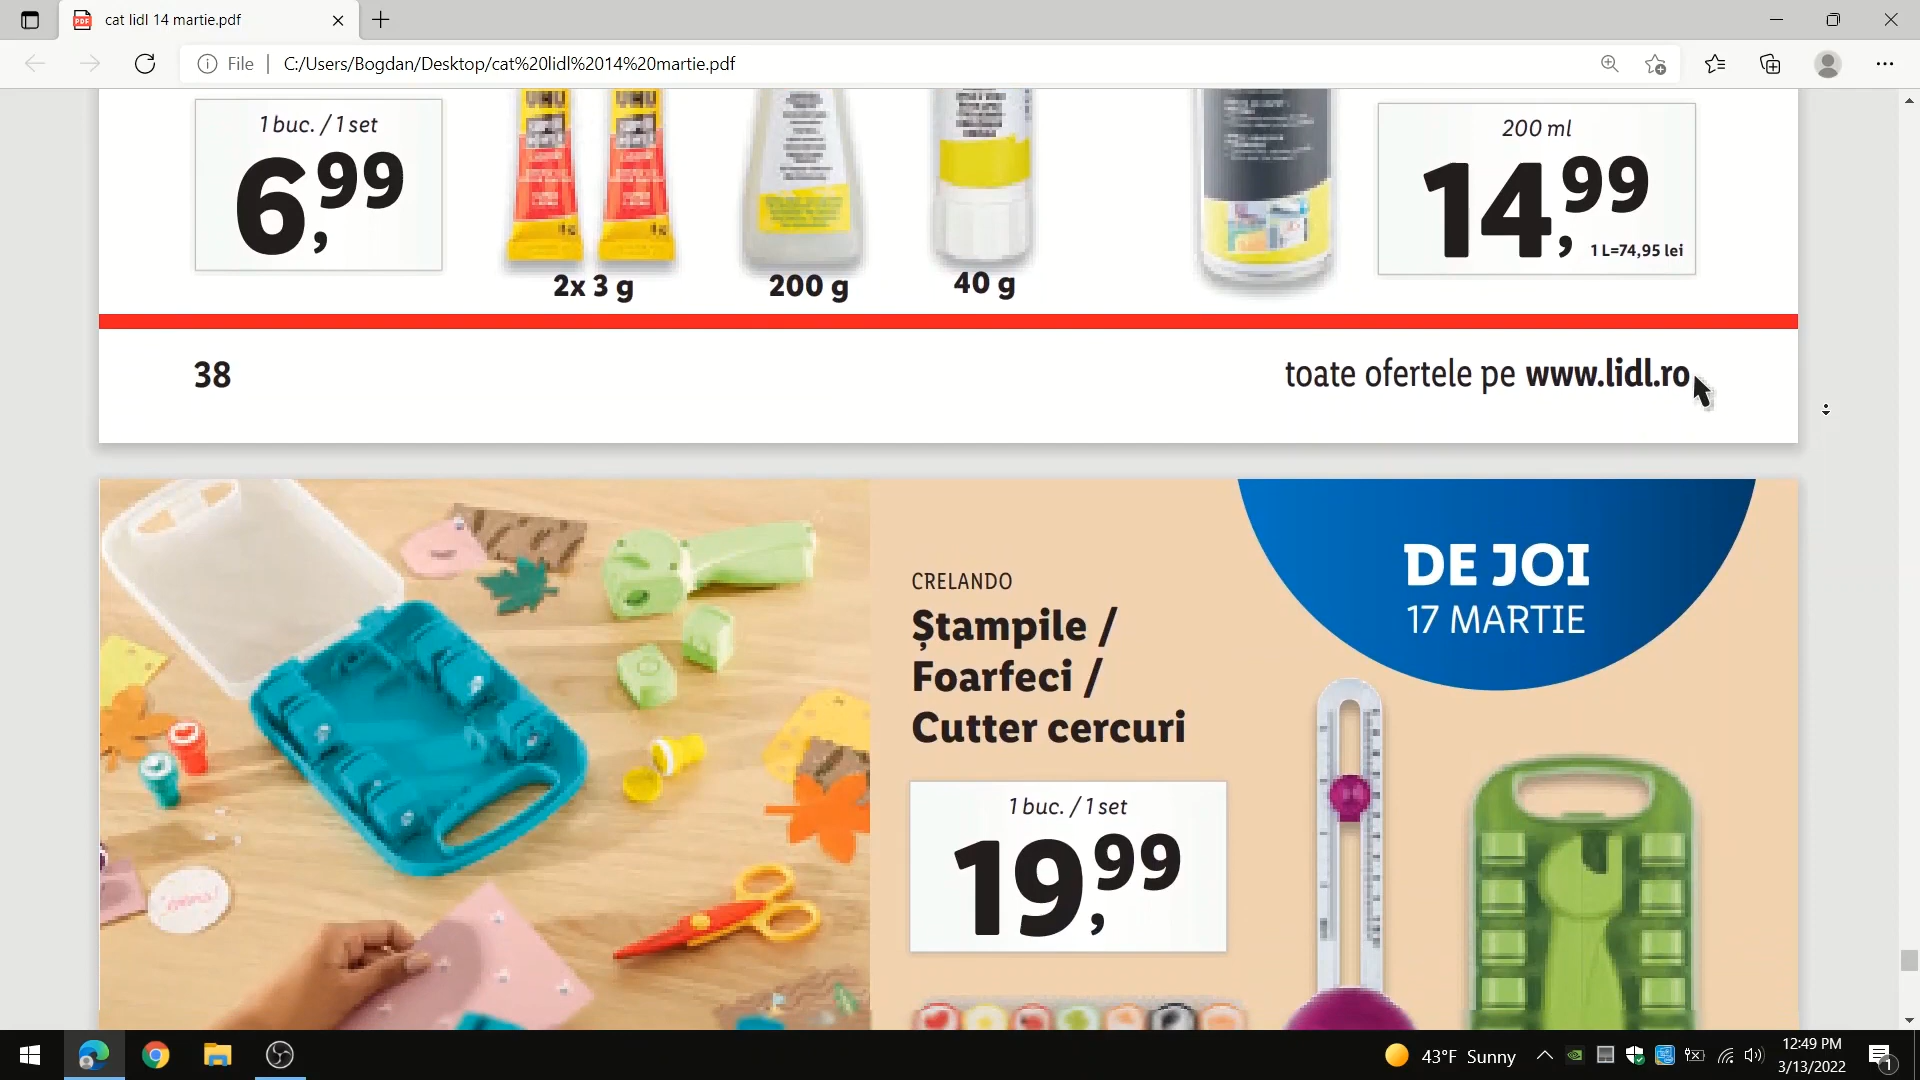 cat lidl 14 martie.pdf
File
C:/Users/Bogdan/Desktop/cat%20lidl%2014%20martie.pdf
1 buc. / 1 set
6,99
UHU UHU
200 ml
14,99
1 L=74,95 lei
2x 3 g
200 g
40 g
38
toate ofertele pe www.lidl.ro
DE JOI
17 MARTIE
CRELANDO
Ștampile /
Foarfeci /
Cutter cercuri
1 buc. / 1 set
19,99
43°F Sunny
12:49 PM
3/13/2022
1